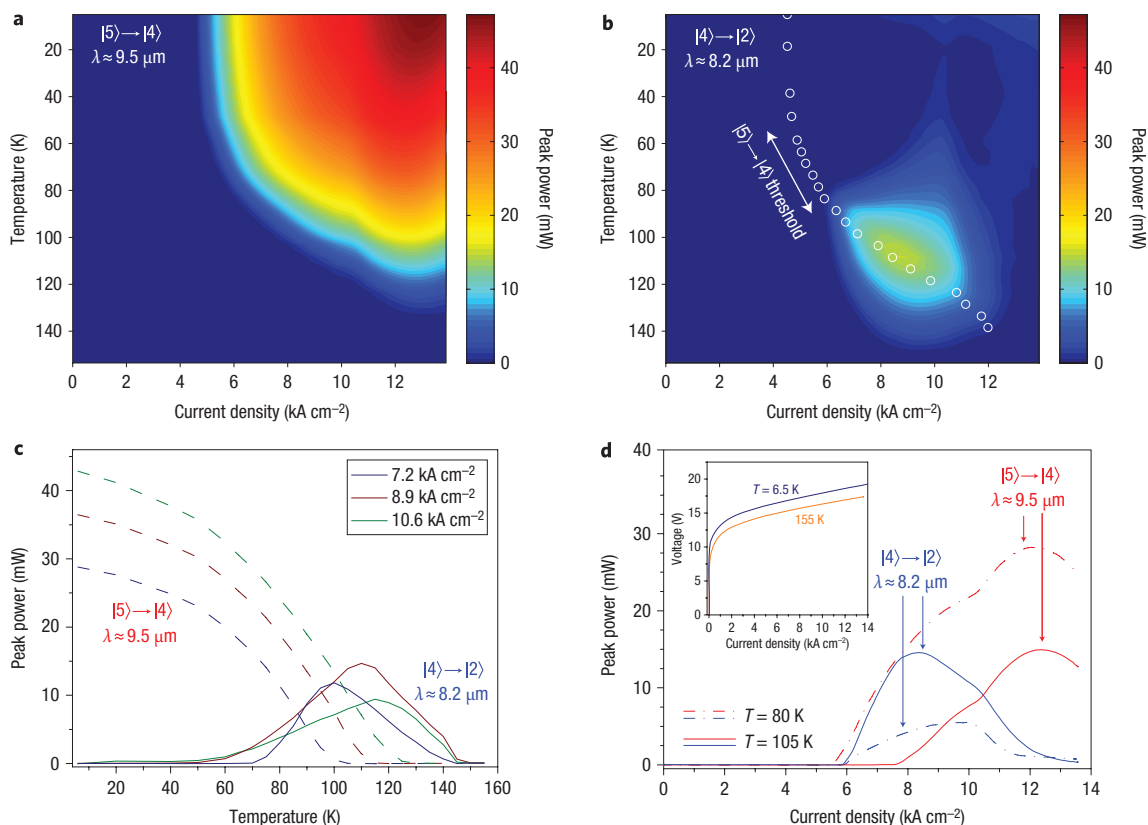 a
|5⟩→|4⟩
λ ≈ 9.5 μm
20
40
60
80
100
120
140
Temperature (K)
0 2 4 6 8 10 12
Current density (kA cm⁻²)
40
30
20
10
0
Peak power (mW)
b
|4⟩→|2⟩
λ ≈ 8.2 μm
|5⟩→|4⟩ threshold
20
40
60
80
100
120
140
Temperature (K)
0 2 4 6 8 10 12
Current density (kA cm⁻²)
40
30
20
10
0
Peak power (mW)
c
7.2 kA cm⁻²
8.9 kA cm⁻²
10.6 kA cm⁻²
|5⟩→|4⟩
λ ≈ 9.5 μm
|4⟩→|2⟩
λ ≈ 8.2 μm
40
30
20
10
0
Peak power (mW)
20 40 60 80 100 120 140 160
Temperature (K)
d
40
30
20
10
0
Peak power (mW)
20
15
10
5
0
Voltage (V)
T = 6.5 K
155 K
0 2 4 6 8 10 12 14
Current density (kA cm⁻²)
|5⟩→|4⟩
λ ≈ 9.5 μm
|4⟩→|2⟩
λ ≈ 8.2 μm
T = 80 K
T = 105 K
0 2 4 6 8 10 12 14
Current density (kA cm⁻²)